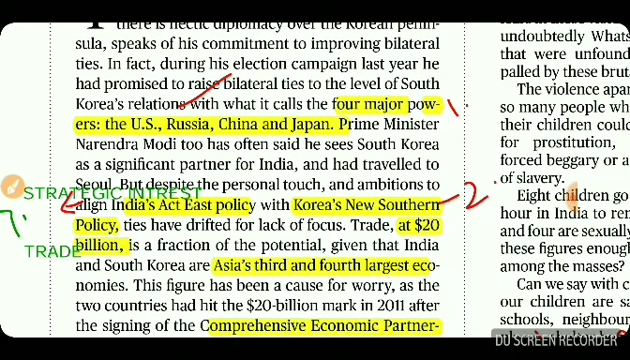 there is hectic diplomacy over the Korean penin-
sula, speaks of his commitment to improving bilateral
ties. In fact, during his election campaign last year he
had promised to raise bilateral ties to the level of South
Korea's relations with what it calls the four major pow-
ers: the U.S., Russia, China and Japan. Prime Minister
Narendra Modi too has often said he sees South Korea
as a significant partner for India, and had travelled to
Seoul. But despite the personal touch, and ambitions to
align India's Act East policy with Korea's New Southern
Policy, ties have drifted for lack of focus. Trade, at $20
billion, is a fraction of the potential, given that India
and South Korea are Asia's third and fourth largest eco-
nomies. This figure has been a cause for worry, as the
two countries had hit the $20-billion mark in 2011 after
the signing of the Comprehensive Economic Partner-
STRATEGIC INTREST
TRADE
1.
2.
7.
undoubtedly Whats
that were unfound
palled by these brut
The violence apar
so many people wh
their children coul
for prostitution,
forced beggary or a
of slavery.
Eight children go
hour in India to ren
and four are sexually
these figures enough
among the masses?
Can we say with c
our children are sa
schools, neighbour
DU SCREEN RECORDER